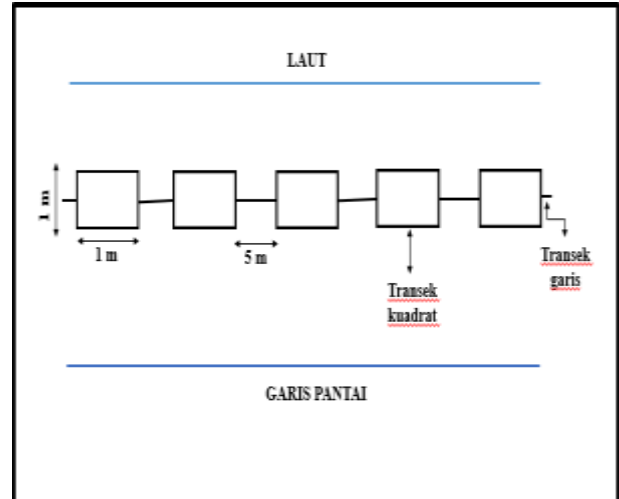 LAUT
1 m
1 m
5 m
Transek
kuadrat
Transek
garis
GARIS PANTAI